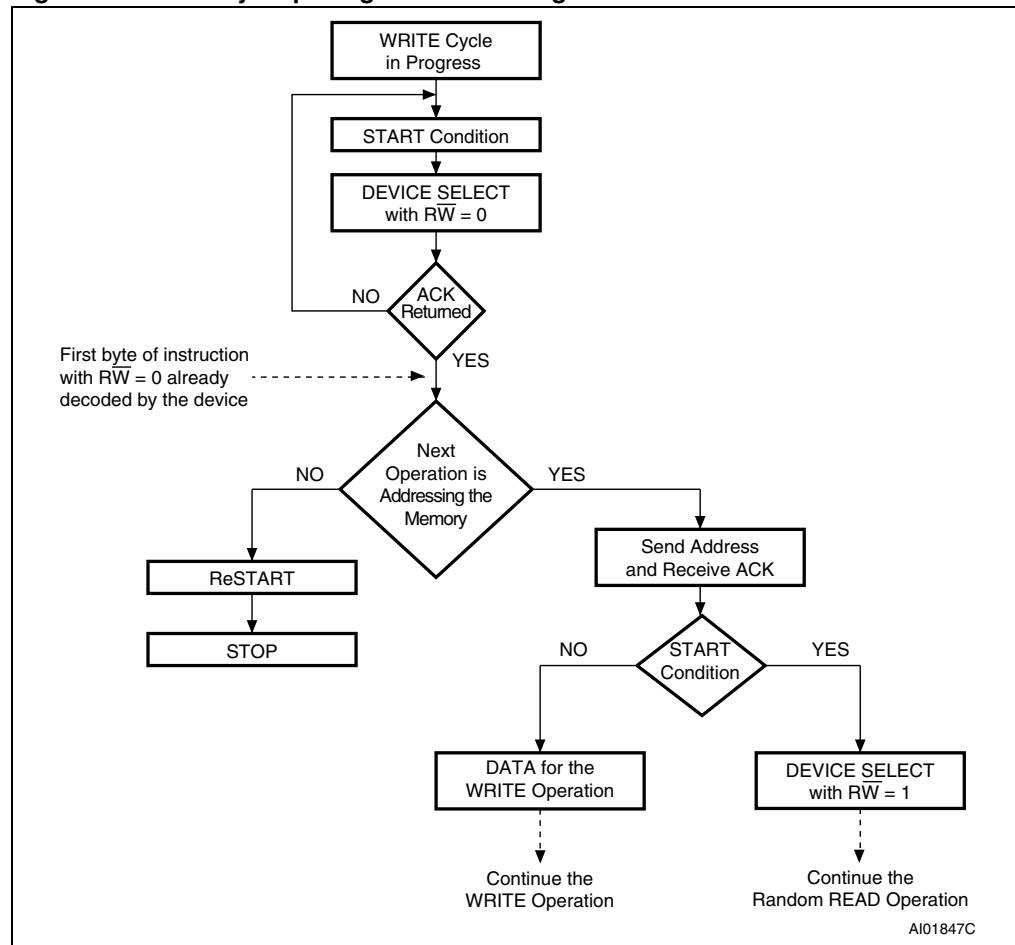 WRITE Cycle
in Progress
START Condition
DEVICE SELECT
with RW̅ = 0
NO
ACK
Returned
YES
First byte of instruction
with RW̅ = 0 already
decoded by the device
Next
Operation is
Addressing the
Memory
NO
YES
ReSTART
STOP
Send Address
and Receive ACK
NO
START
Condition
YES
DATA for the
WRITE Operation
DEVICE SELECT
with RW̅ = 1
Continue the
WRITE Operation
Continue the
Random READ Operation
AI01847C